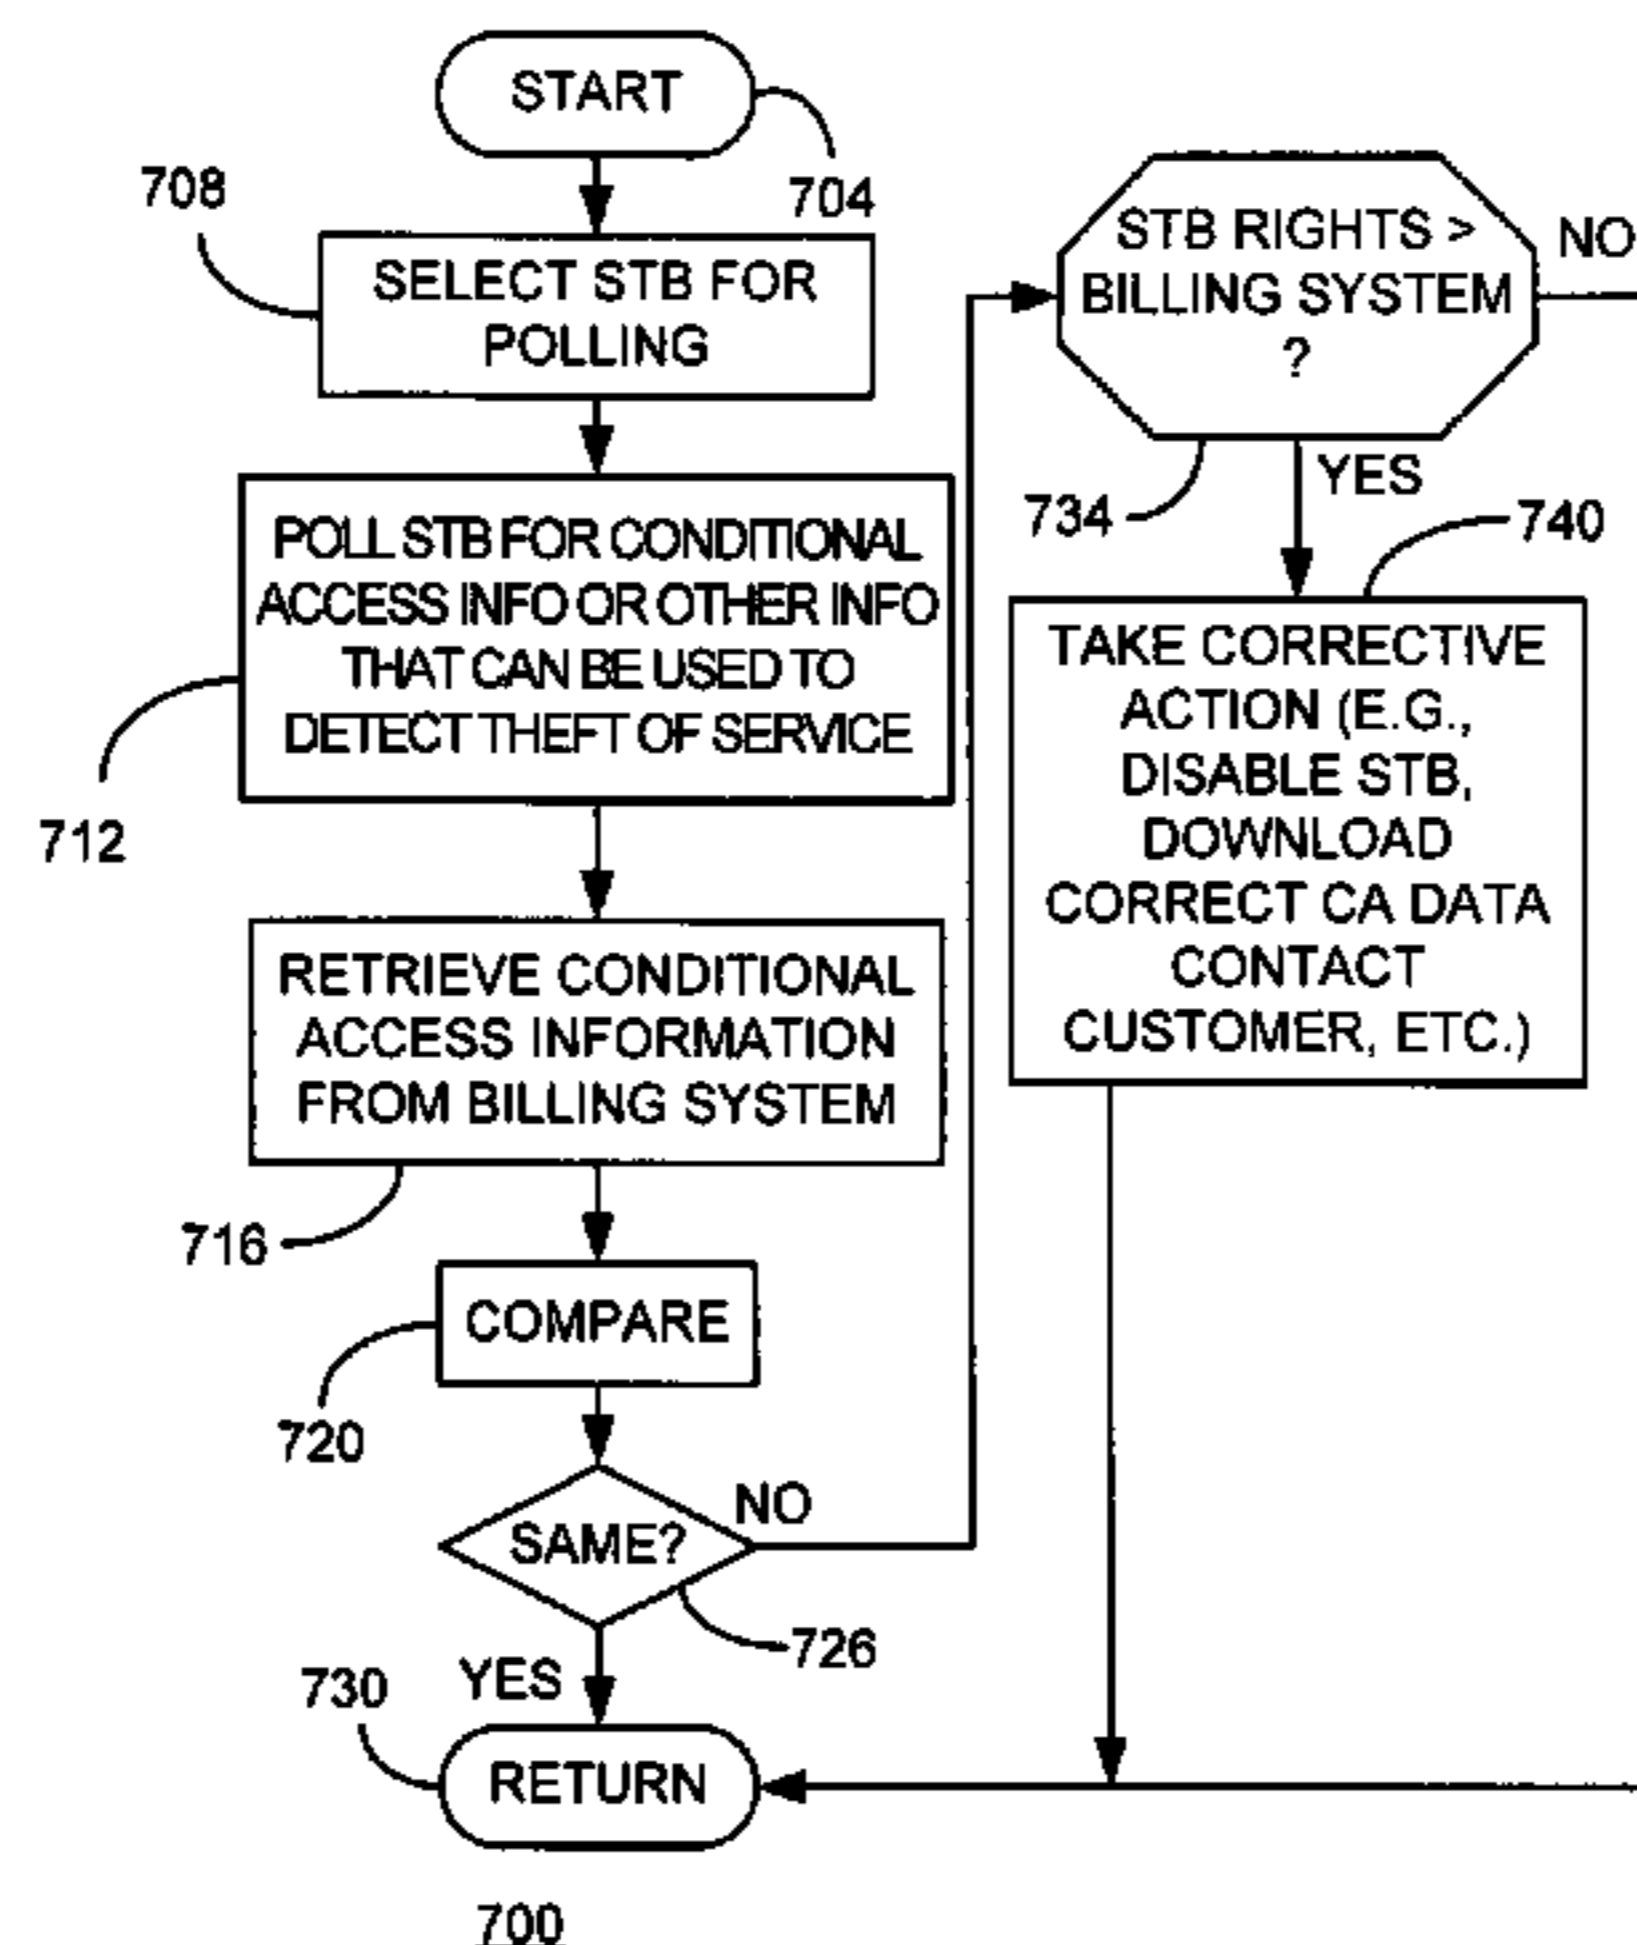 START
704
708
SELECT STB FOR
POLLING
POLL STB FOR CONDITIONAL
ACCESS INFO OR OTHER INFO
THAT CAN BE USED TO
DETECT THEFT OF SERVICE
712
RETRIEVE CONDITIONAL
ACCESS INFORMATION
FROM BILLING SYSTEM
716
COMPARE
720
SAME?
NO
726
YES
730
RETURN
700
STB RIGHTS >
BILLING SYSTEM
?
NO
YES
734
740
TAKE CORRECTIVE
ACTION (E.G.,
DISABLE STB,
DOWNLOAD
CORRECT CA DATA
CONTACT
CUSTOMER, ETC.)